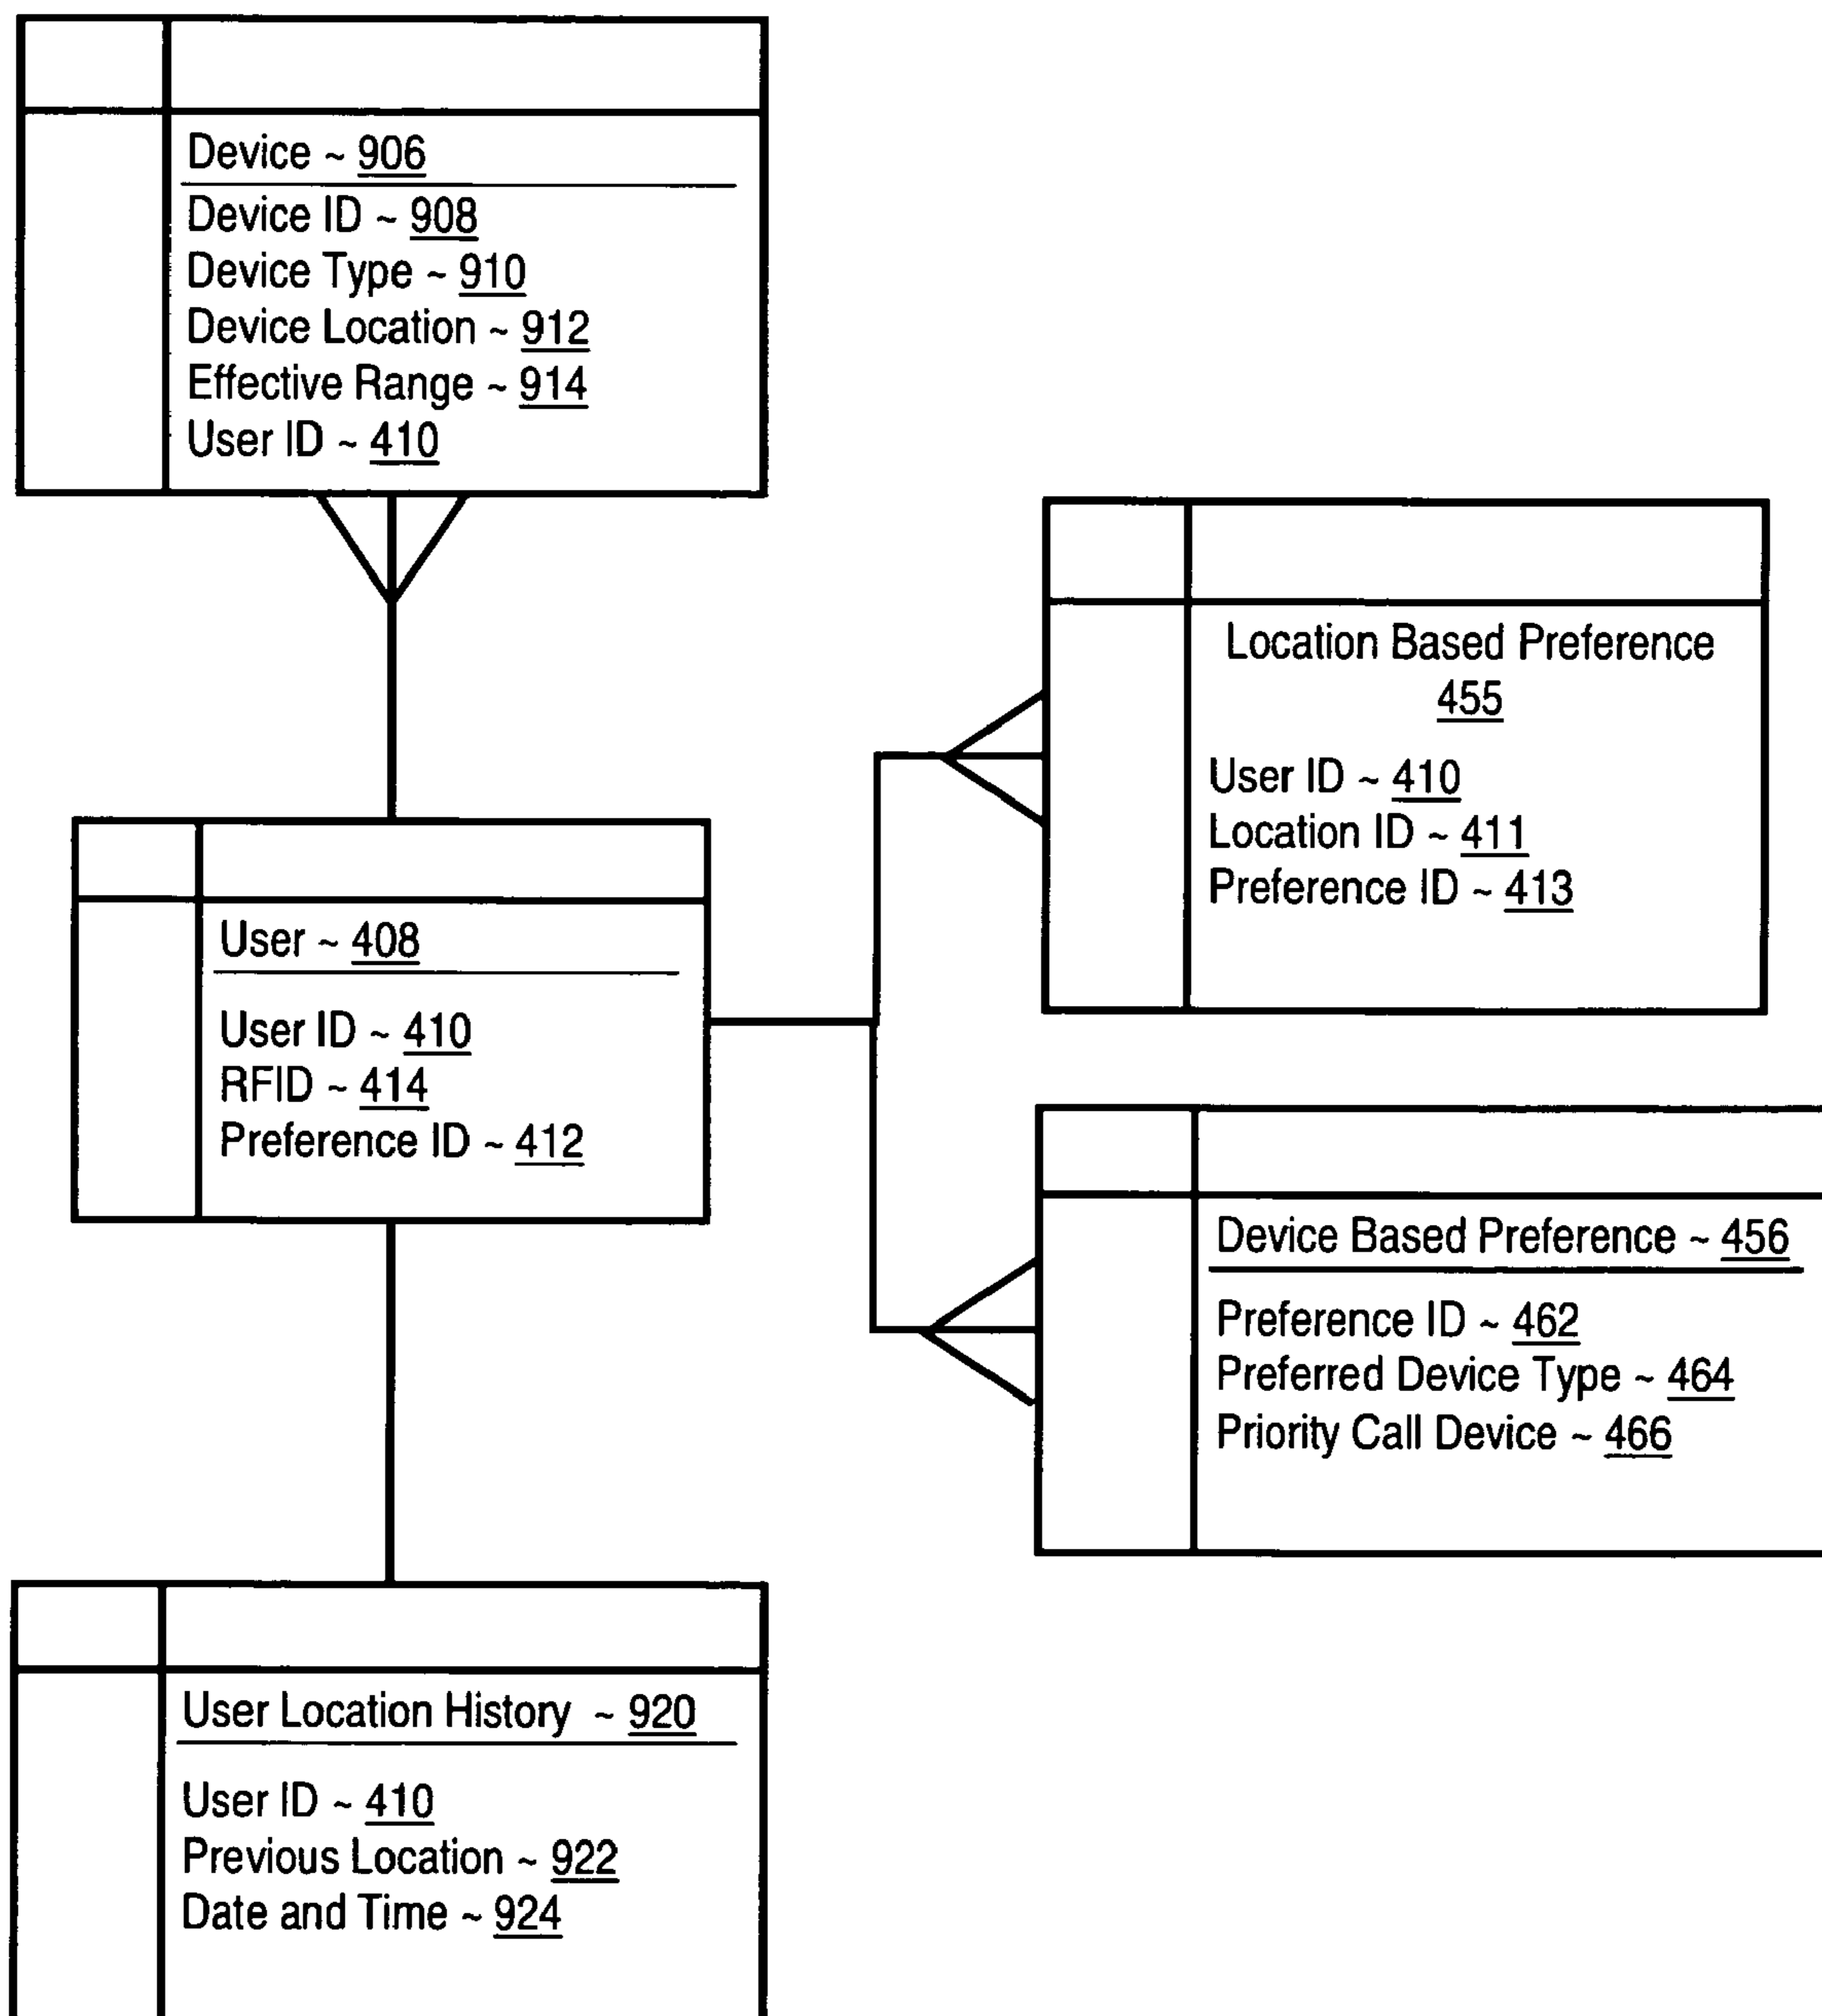 Device ~ 906
Device ID ~ 908
Device Type ~ 910
Device Location ~ 912
Effective Range ~ 914
User ID ~ 410
Location Based Preference
455
User ID ~ 410
Location ID ~ 411
Preference ID ~ 413
User ~ 408
User ID ~ 410
RFID ~ 414
Preference ID ~ 412
Device Based Preference ~ 456
Preference ID ~ 462
Preferred Device Type ~ 464
Priority Call Device ~ 466
User Location History ~ 920
User ID ~ 410
Previous Location ~ 922
Date and Time ~ 924